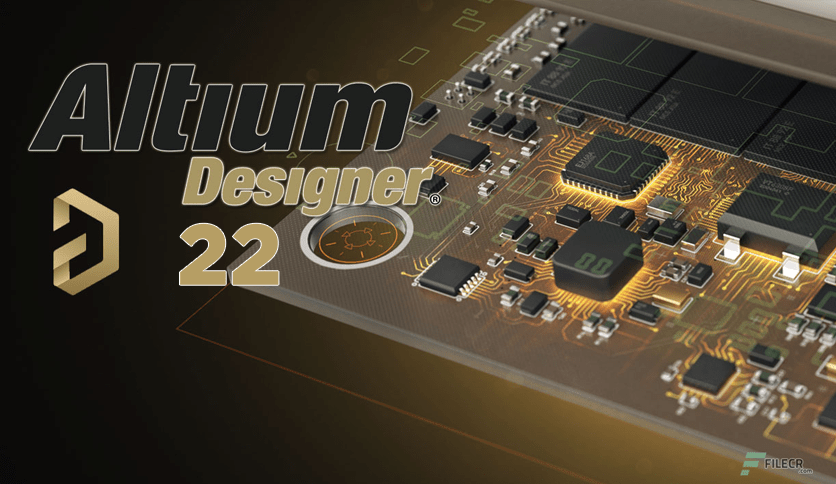 Altium
Designer®
22
FILECR
.com